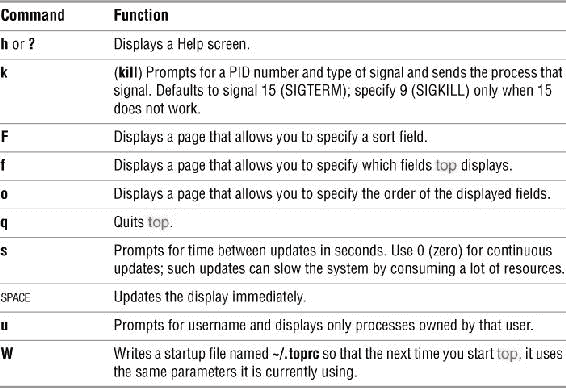 Command Function
h or ? Displays a Help screen.
k (kill) Prompts for a PID number and type of signal and sends the process that
signal. Defaults to signal 15 (SIGTERM); specify 9 (SIGKILL) only when 15
does not work.
F Displays a page that allows you to specify a sort field.
f Displays a page that allows you to specify which fields top displays.
o Displays a page that allows you to specify the order of the displayed fields.
q Quits top.
s Prompts for time between updates in seconds. Use 0 (zero) for continuous
updates; such updates can slow the system by consuming a lot of resources.
SPACE Updates the display immediately.
u Prompts for username and displays only processes owned by that user.
W Writes a startup file named ~/.toprc so that the next time you start top, it uses
the same parameters it is currently using.